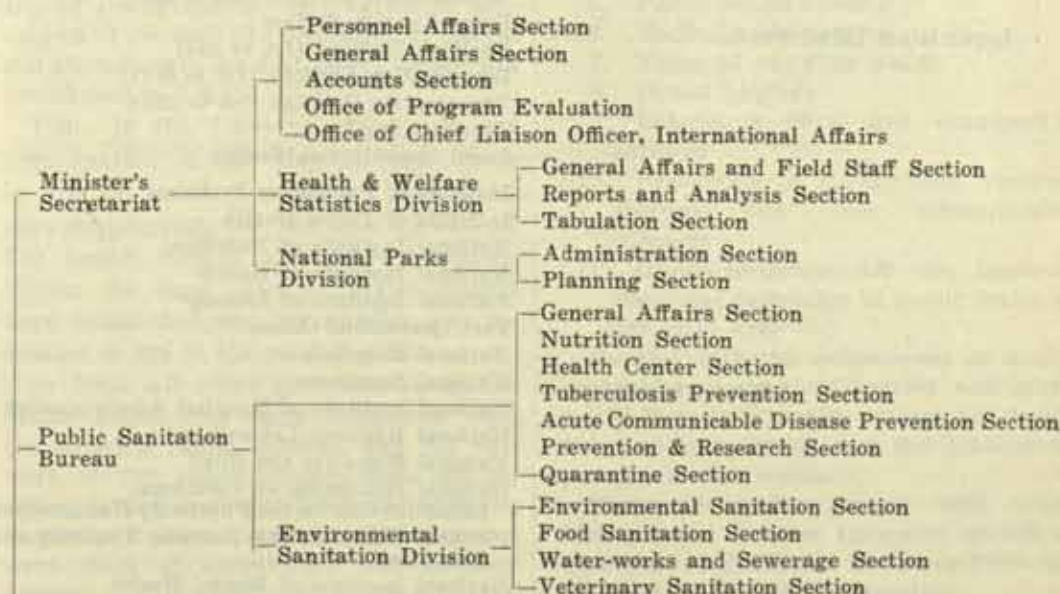 Personnel Affairs Section
General Affairs Section
Accounts Section
Office of Program Evaluation
Office of Chief Liaison Officer, International Affairs
Minister's
Secretariat
Health & Welfare
Statistics Division
General Affairs and Field Staff Section
Reports and Analysis Section
Tabulation Section
National Parks
Division
Administration Section
Planning Section
Public Sanitation
Bureau
General Affairs Section
Nutrition Section
Health Center Section
Tuberculosis Prevention Section
Acute Communicable Disease Prevention Section
Prevention & Research Section
Quarantine Section
Environmental
Sanitation Division
Environmental Sanitation Section
Food Sanitation Section
Water-works and Sewerage Section
Veterinary Sanitation Section